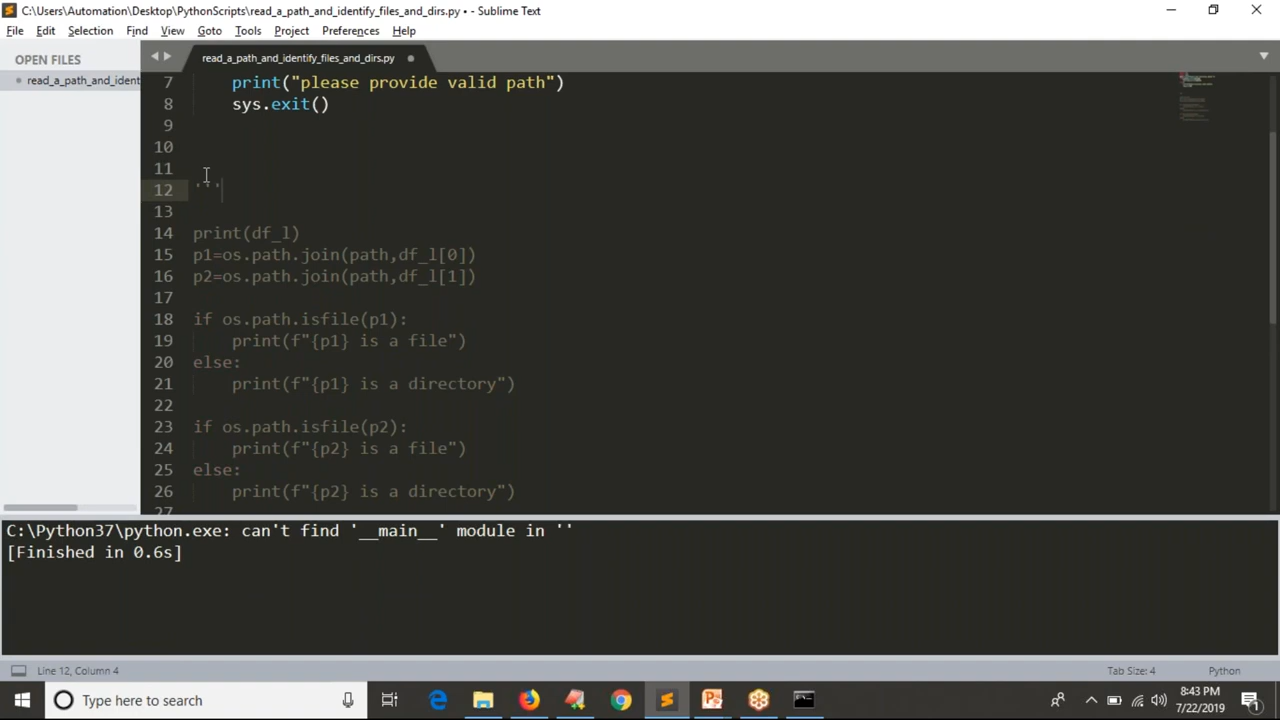 C:\Users\Automation\Desktop\PythonScripts\read_a_path_and_identify_files_and_dirs.py • - Sublime Text
File Edit Selection Find View Goto Tools Project Preferences Help
OPEN FILES
read_a_path_and_ident
read_a_path_and_identify_files_and_dirs.py
7 print("please provide valid path")
8 sys.exit()
9
10
11
12 '''
13
14 print(df_l)
15 p1=os.path.join(path,df_l[0])
16 p2=os.path.join(path,df_l[1])
17
18 if os.path.isfile(p1):
19 print(f"{p1} is a file")
20 else:
21 print(f"{p1} is a directory")
22
23 if os.path.isfile(p2):
24 print(f"{p2} is a file")
25 else:
26 print(f"{p2} is a directory")
27
C:\Python37\python.exe: can't find '__main__' module in ''
[Finished in 0.6s]
Line 12, Column 4 Tab Size: 4 Python
Type here to search
8:43 PM
7/22/2019
1